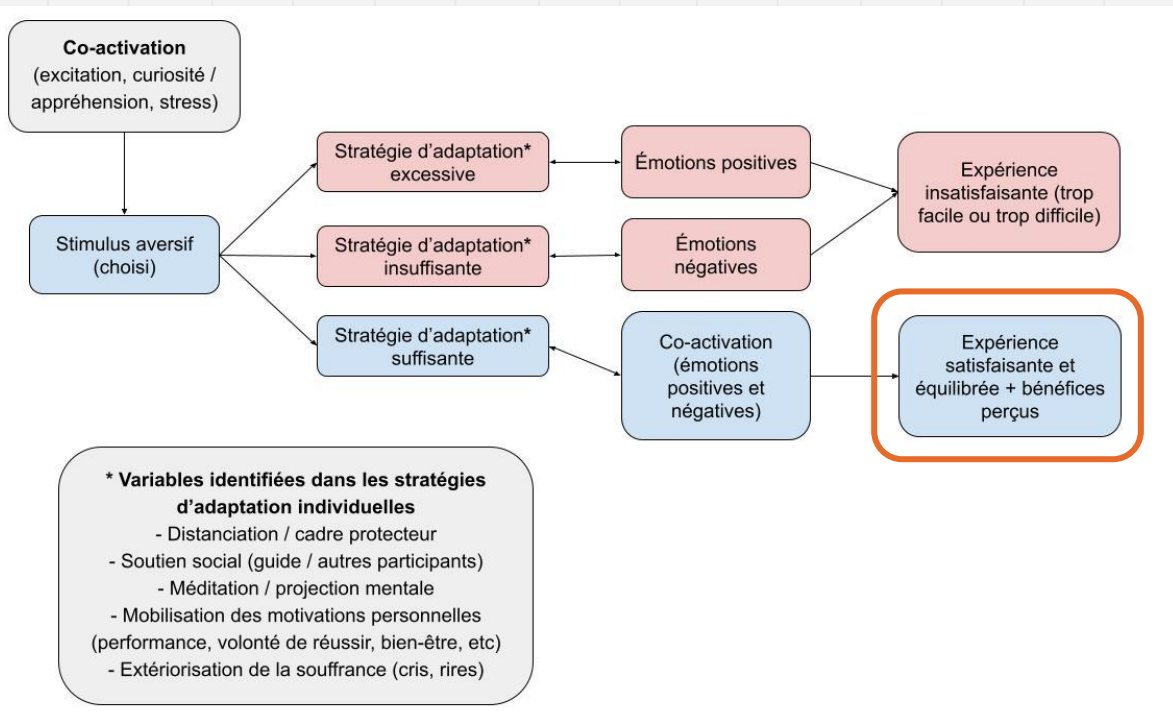 Co-activation
(excitation, curiosité /
appréhension, stress)
Stratégie d'adaptation*
excessive
Émotions positives
Expérience
insatisfaisante (trop
facile ou trop difficile)
Stimulus aversif
(choisi)
Stratégie d'adaptation*
insuffisante
Émotions
négatives
Stratégie d'adaptation*
suffisante
Co-activation
(émotions
positives et
négatives)
Expérience
satisfaisante et
équilibrée + bénéfices
perçus
* Variables identifiées dans les stratégies
d'adaptation individuelles
- Distanciation / cadre protecteur
- Soutien social (guide / autres participants)
- Méditation / projection mentale
- Mobilisation des motivations personnelles
(performance, volonté de réussir, bien-être, etc)
- Extériorisation de la souffrance (cris, rires)